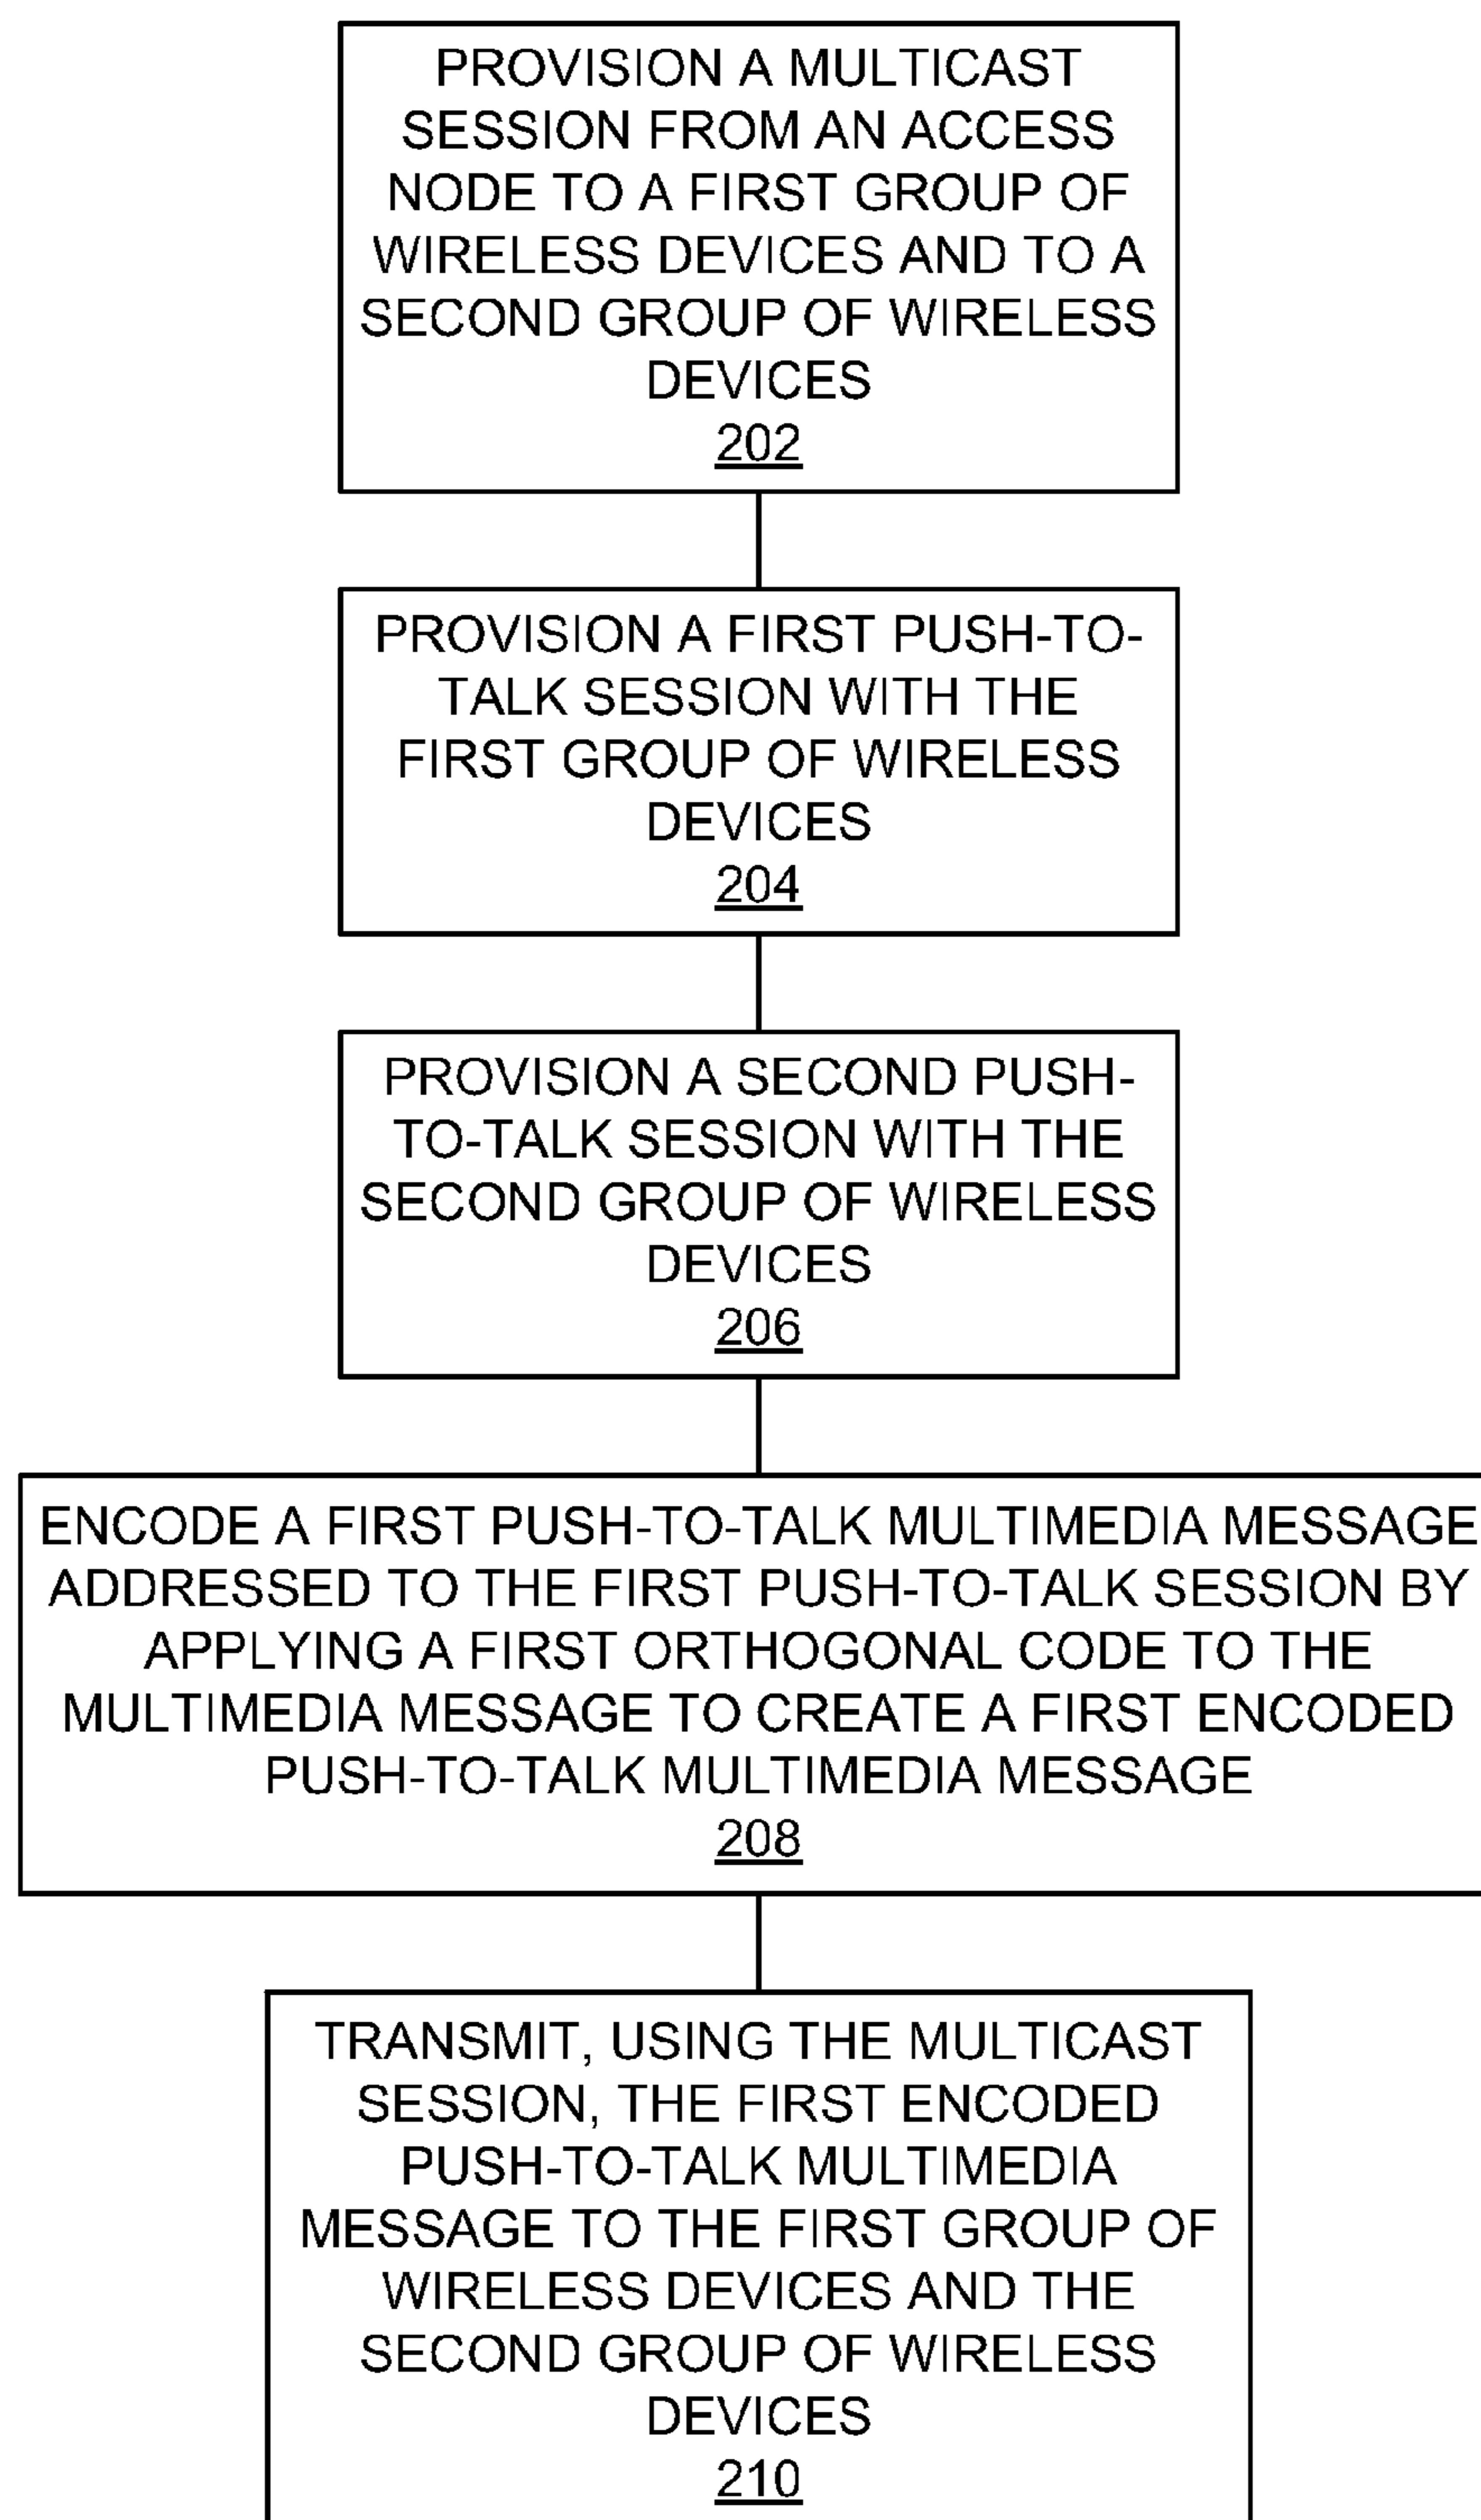 PROVISION A MULTICAST
SESSION FROM AN ACCESS
NODE TO A FIRST GROUP OF
WIRELESS DEVICES AND TO A
SECOND GROUP OF WIRELESS
DEVICES
202
PROVISION A FIRST PUSH-TO-
TALK SESSION WITH THE
FIRST GROUP OF WIRELESS
DEVICES
204
PROVISION A SECOND PUSH-
TO-TALK SESSION WITH THE
SECOND GROUP OF WIRELESS
DEVICES
206
ENCODE A FIRST PUSH-TO-TALK MULTIMEDIA MESSAGE
ADDRESSED TO THE FIRST PUSH-TO-TALK SESSION BY
APPLYING A FIRST ORTHOGONAL CODE TO THE
MULTIMEDIA MESSAGE TO CREATE A FIRST ENCODED
PUSH-TO-TALK MULTIMEDIA MESSAGE
208
TRANSMIT, USING THE MULTICAST
SESSION, THE FIRST ENCODED
PUSH-TO-TALK MULTIMEDIA
MESSAGE TO THE FIRST GROUP OF
WIRELESS DEVICES AND THE
SECOND GROUP OF WIRELESS
DEVICES
210